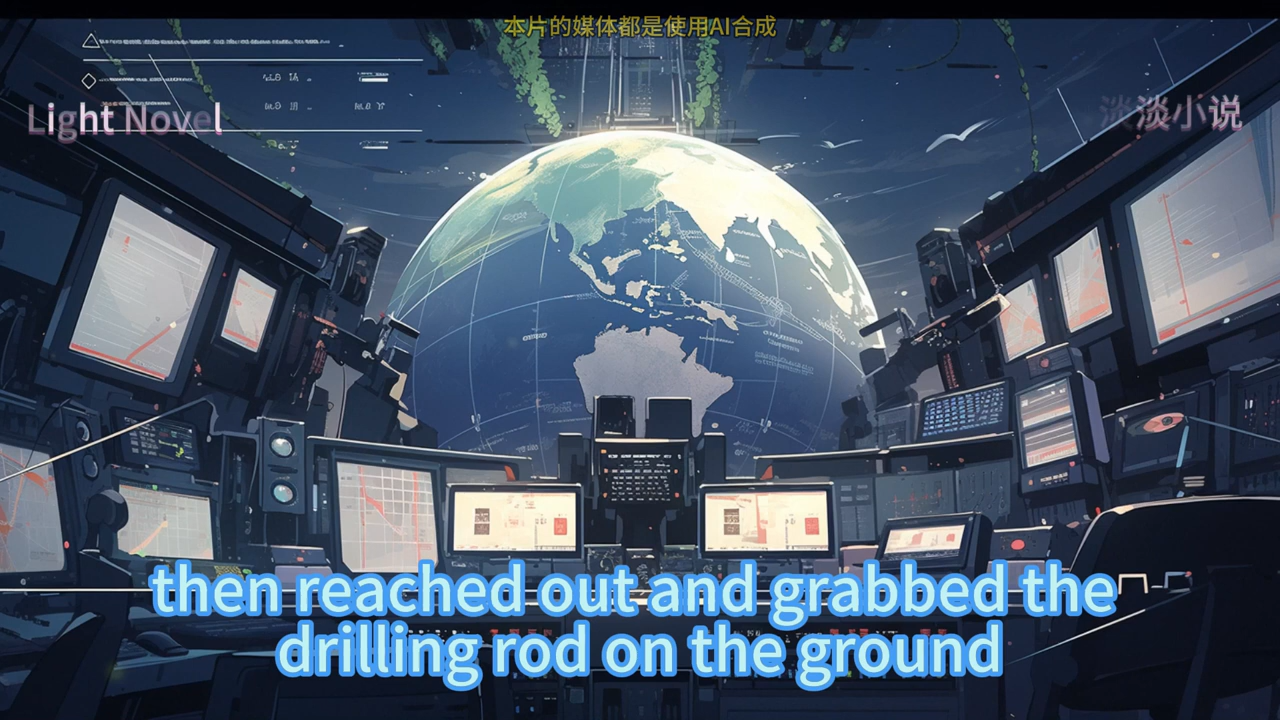 本片的媒体都是使用AI合成
Light Novel
淡淡小说
then reached out and grabbed the
drilling rod on the ground